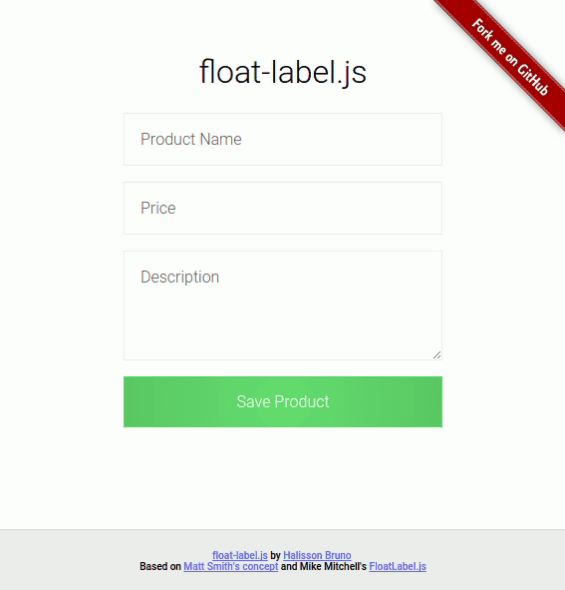 Fork me on GitHub
float-label.js
Product Name
Price
Description
Save Product
float-label.js by Halisson Bruno
Based on Matt Smith's concept and Mike Mitchell's FloatLabel.js